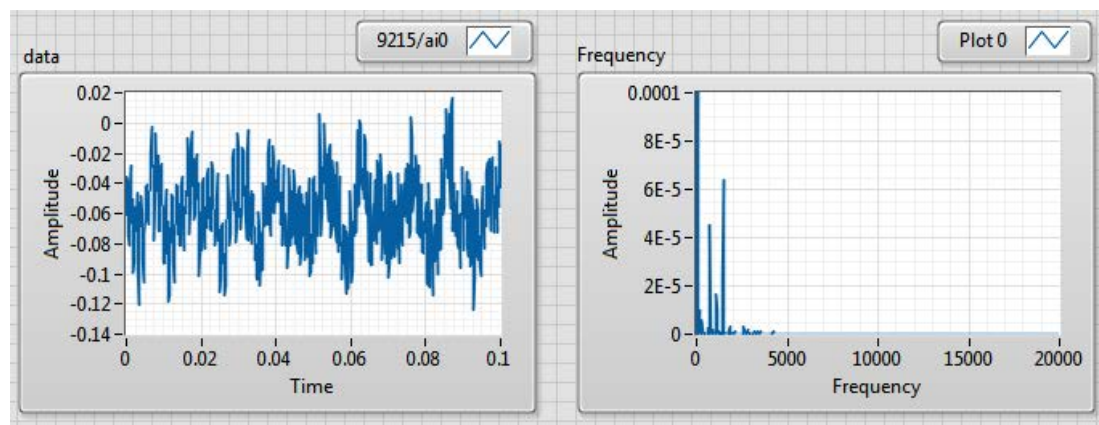 data
9215/ai0
Amplitude
0.02
0
-0.02
-0.04
-0.06
-0.08
-0.1
-0.12
-0.14
0 0.02 0.04 0.06 0.08 0.1
Time
Frequency
Plot 0
Amplitude
0.0001
8E-5
6E-5
4E-5
2E-5
0
0 5000 10000 15000 20000
Frequency